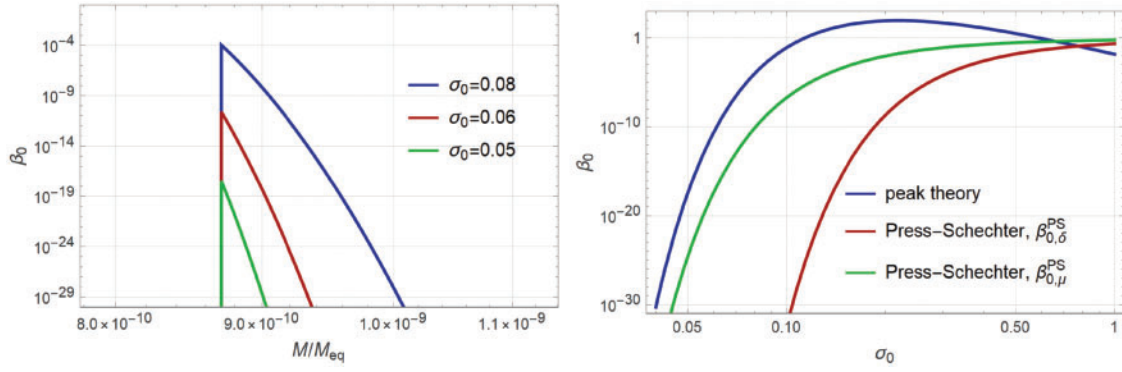 10⁻⁴
10⁻⁹
10⁻¹⁴
10⁻¹⁹
10⁻²⁴
10⁻²⁹
β₀
σ₀=0.08
σ₀=0.06
σ₀=0.05
8.0×10⁻¹⁰
9.0×10⁻¹⁰
1.0×10⁻⁹
1.1×10⁻⁹
M/M_eq
1
10⁻¹⁰
10⁻²⁰
10⁻³⁰
β₀
peak theory
Press–Schechter, β^PS_0,δ
Press–Schechter, β^PS_0,μ
0.05
0.10
0.50
1
σ₀